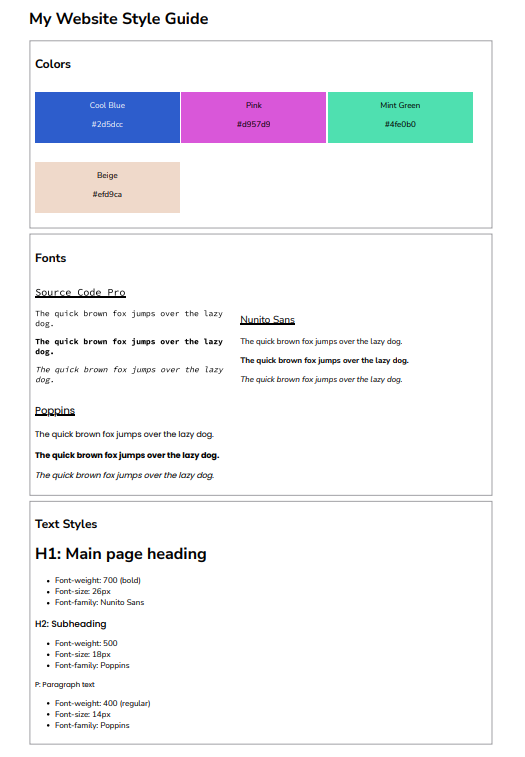 My Website Style Guide
Colors
Cool Blue
#2d5dcc
Pink
#d957d9
Mint Green
#4fe0b0
Beige
#efd9ca
Fonts
Source Code Pro
The quick brown fox jumps over the lazy
dog.
The quick brown fox jumps over the lazy
dog.
The quick brown fox jumps over the lazy
dog.
Nunito Sans
The quick brown fox jumps over the lazy dog.
The quick brown fox jumps over the lazy dog.
The quick brown fox jumps over the lazy dog.
Poppins
The quick brown fox jumps over the lazy dog.
The quick brown fox jumps over the lazy dog.
The quick brown fox jumps over the lazy dog.
Text Styles
H1: Main page heading
• Font-weight: 700 (bold)
• Font-size: 26px
• Font-family: Nunito Sans
H2: Subheading
• Font-weight: 500
• Font-size: 18px
• Font-family: Poppins
P: Paragraph text
• Font-weight: 400 (regular)
• Font-size: 14px
• Font-family: Poppins